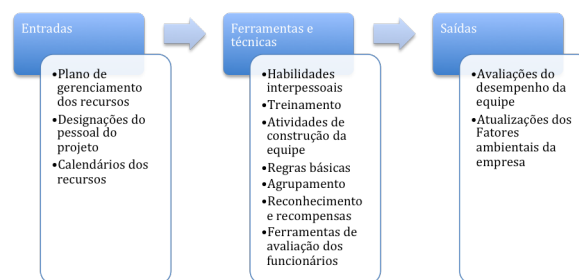 Entradas
•Plano de
gerenciamento
dos recursos
•Designações do
pessoal do
projeto
•Calendários dos
recursos
Ferramentas e
técnicas
•Habilidades
interpessoais
•Treinamento
•Atividades de
construção da
equipe
•Regras básicas
•Agrupamento
•Reconhecimento
e recompensas
•Ferramentas de
avaliação dos
funcionários
Saídas
•Avaliações do
desempenho da
equipe
•Atualizações dos
Fatores
ambientais da
empresa